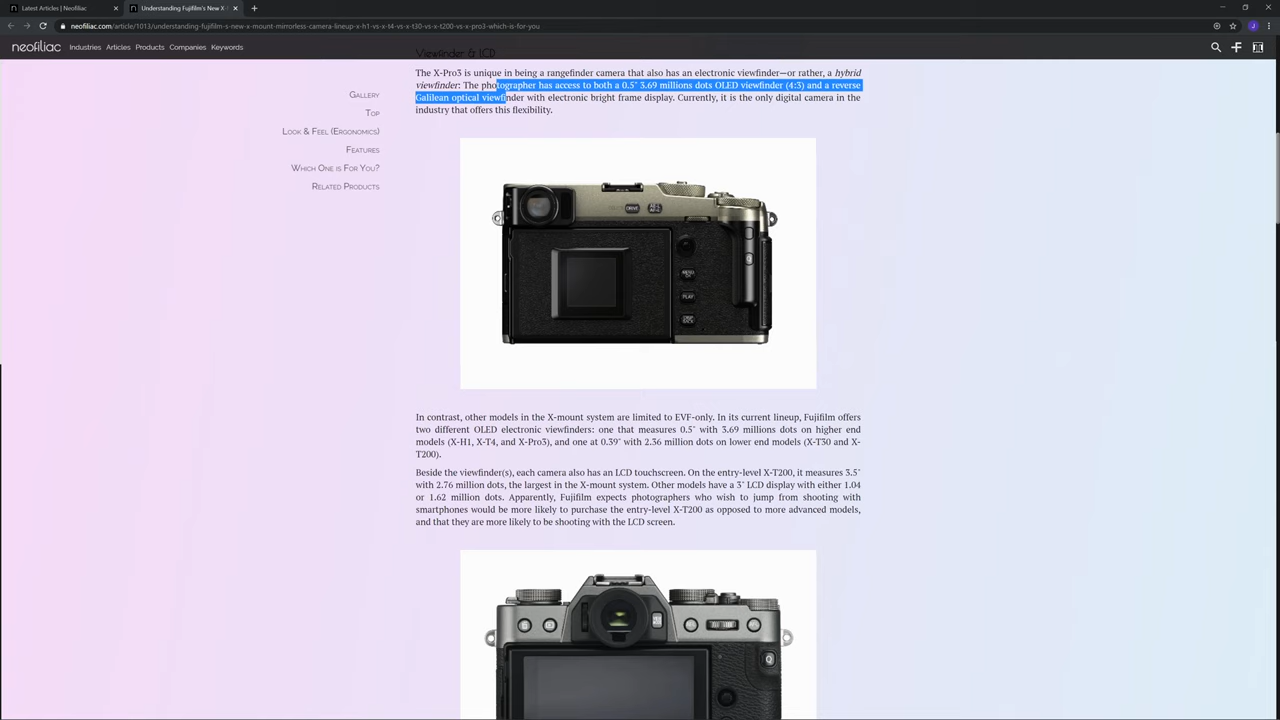 Latest Articles | Neofiliac
Understanding Fujifilm's New X
neofiliac.com/article/1013/understanding-fujifilm-s-new-x-mount-mirrorless-camera-lineup-x-h1-vs-x-t4-vs-x-t30-vs-x-t200-vs-x-pro3-which-is-for-you
neofiliac Industries Articles Products Companies Keywords
Viewfinder & LCD
The X-Pro3 is unique in being a rangefinder camera that also has an electronic viewfinder—or rather, a hybrid
viewfinder: The photographer has access to both a 0.5" 3.69 millions dots OLED viewfinder (4:3) and a reverse
Galilean optical viewfinder with electronic bright frame display. Currently, it is the only digital camera in the
industry that offers this flexibility.
Gallery
Top
Look & Feel (Ergonomics)
Features
Which One is For You?
Related Products
DRIVE
MENU
OK
PLAY
DISP
BACK
In contrast, other models in the X-mount system are limited to EVF-only. In its current lineup, Fujifilm offers
two different OLED electronic viewfinders: one that measures 0.5" with 3.69 millions dots on higher end
models (X-H1, X-T4, and X-Pro3), and one at 0.39" with 2.36 million dots on lower end models (X-T30 and X-
T200).
Beside the viewfinder(s), each camera also has an LCD touchscreen. On the entry-level X-T200, it measures 3.5"
with 2.76 million dots, the largest in the X-mount system. Other models have a 3" LCD display with either 1.04
or 1.62 million dots. Apparently, Fujifilm expects photographers who wish to jump from shooting with
smartphones would be more likely to purchase the entry-level X-T200 as opposed to more advanced models,
and that they are more likely to be shooting with the LCD screen.